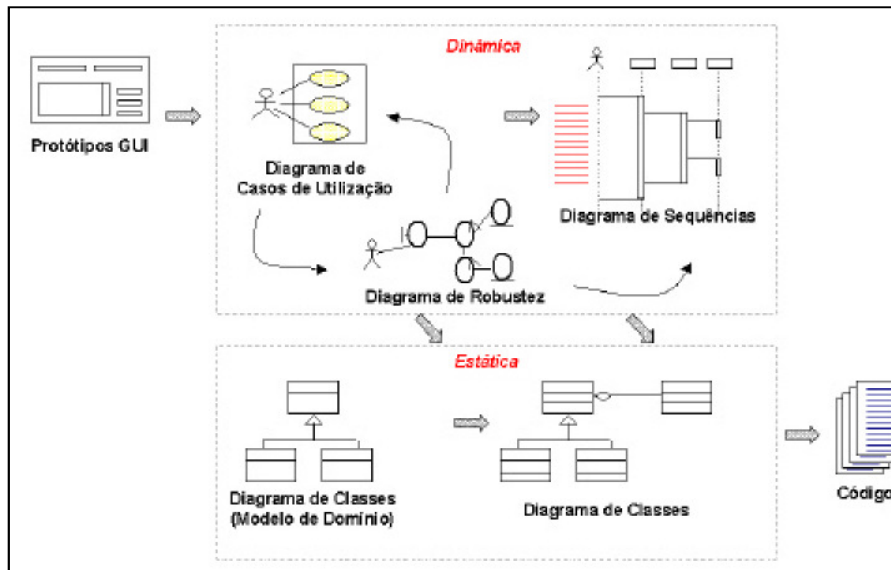 Dinâmica
Protótipos GUI
Diagrama de
Casos de Utilização
Diagrama de Sequências
Diagrama de Robustez
Estática
Diagrama de Classes
(Modelo de Domínio)
Diagrama de Classes
Código